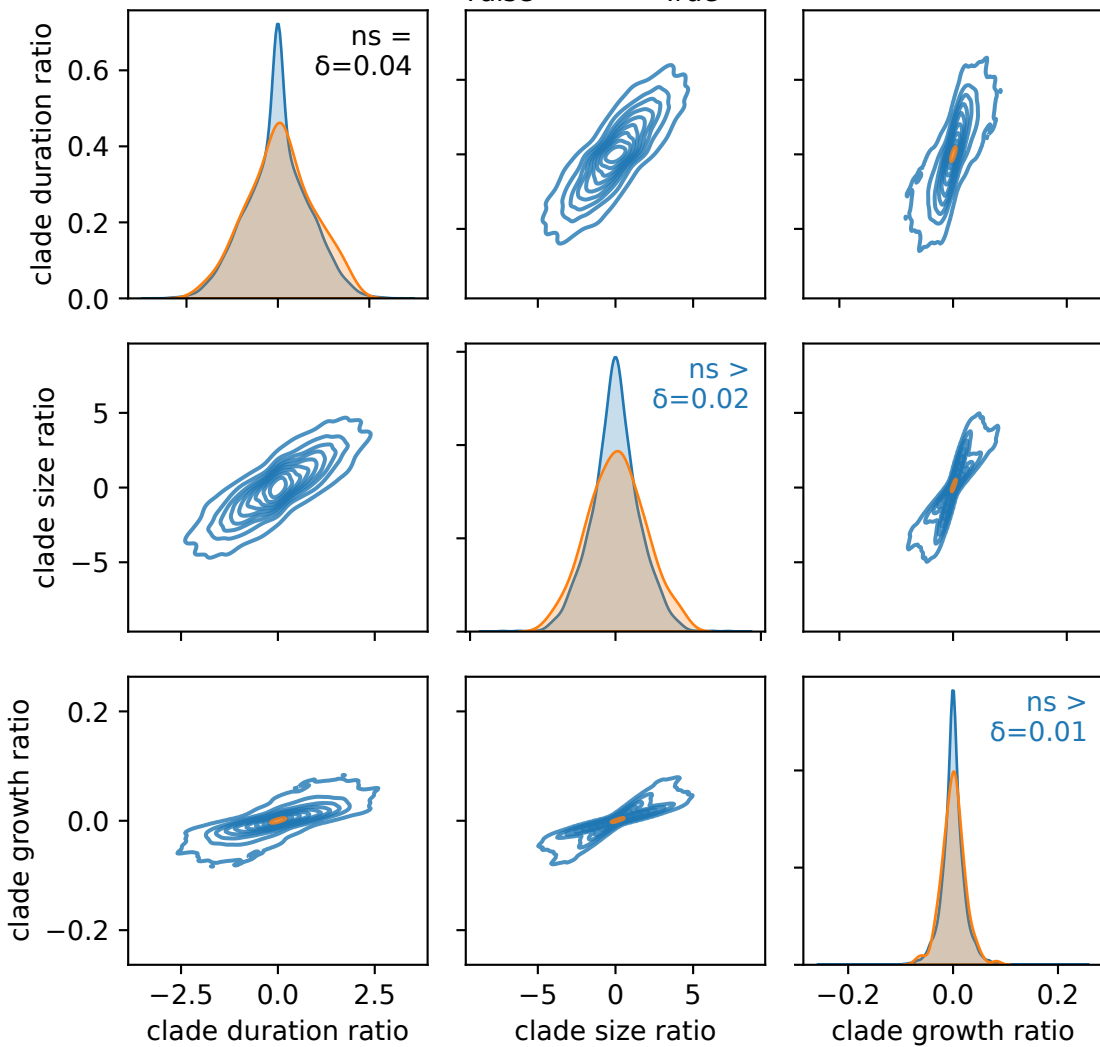 clade duration ratio
0.6
0.4
0.2
0.0
ns =
δ=0.04
clade size ratio
5
0
−5
ns >
δ=0.02
clade growth ratio
0.2
0.0
−0.2
ns >
δ=0.01
−2.5
0.0
2.5
−5
0
5
−0.2
0.0
0.2
clade duration ratio
clade size ratio
clade growth ratio